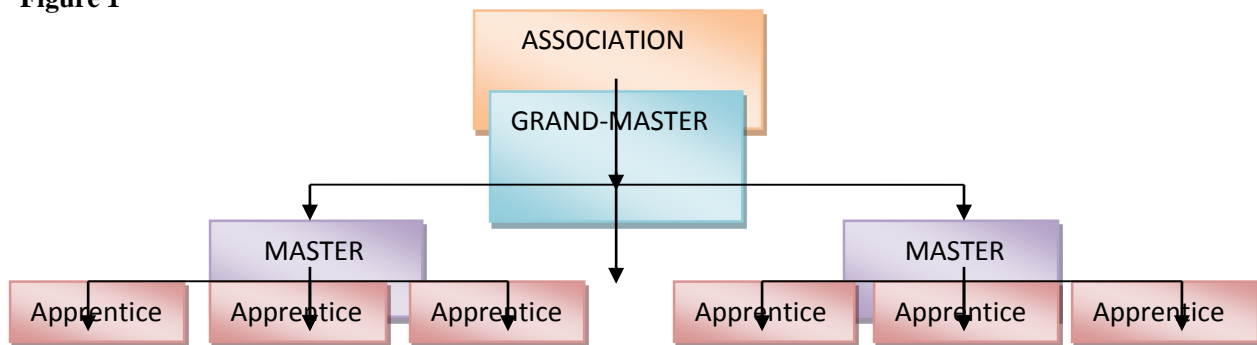 Figure 1
ASSOCIATION
GRAND-MASTER
MASTER
MASTER
Apprentice
Apprentice
Apprentice
Apprentice
Apprentice
Apprentice